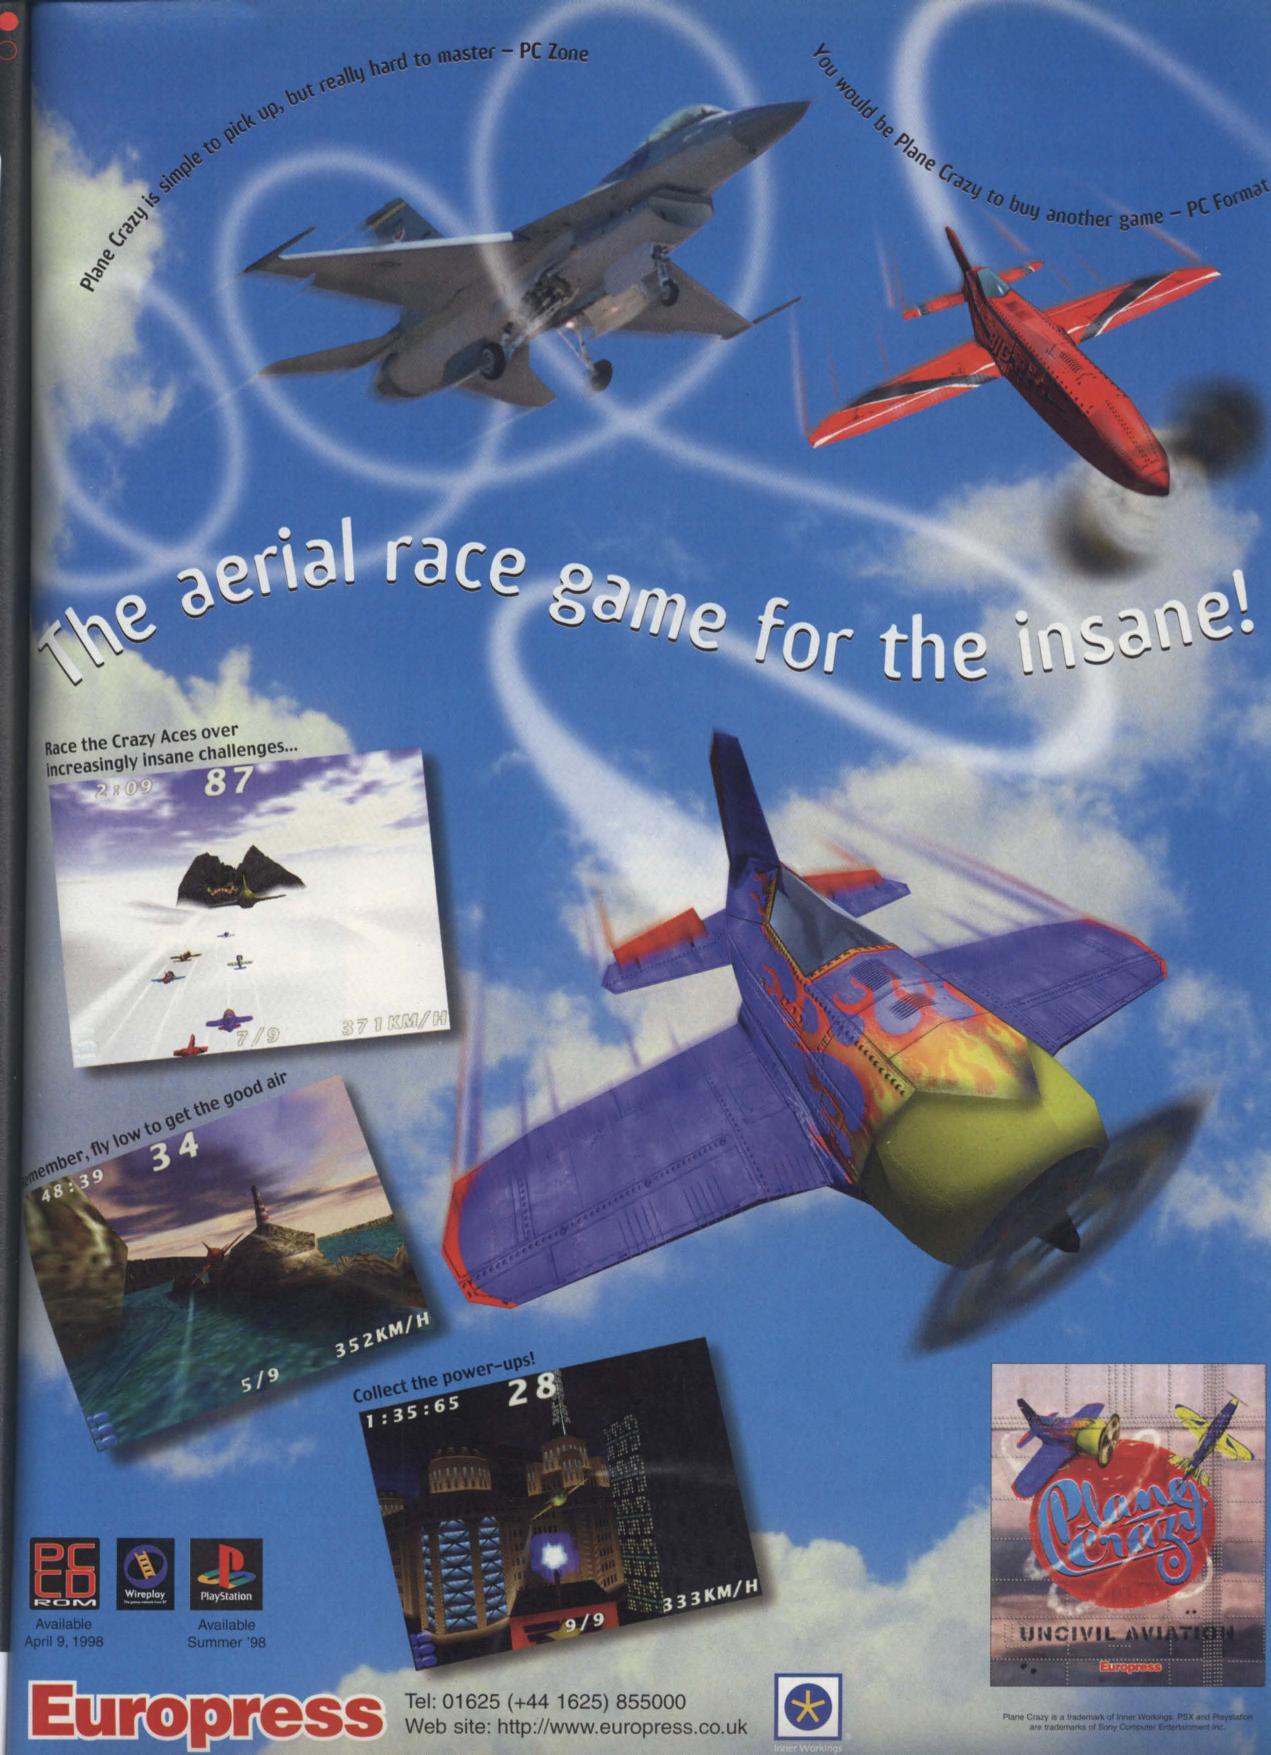 Plane Crazy is simple to pick up, but really hard to master – PC Zone
You would be Plane Crazy to buy another game – PC Format
The aerial race game for the insane!
Race the Crazy Aces over
increasingly insane challenges...
2:09
87
7/9
371KM/H
member, fly low to get the good air
48:39
34
5/9
352KM/H
Collect the power-ups!
1:35:65
28
9/9
333KM/H
PC
CD
ROM
Available
April 9, 1998
Wireplay
PlayStation
Available
Summer '98
Plane
Crazy
UNCIVIL AVIATION
Europress
Europress
Tel: 01625 (+44 1625) 855000
Web site: http://www.europress.co.uk
Inner Workings
Plane Crazy is a trademark of Inner Workings. PSX and Playstation
are trademarks of Sony Computer Entertainment Inc.